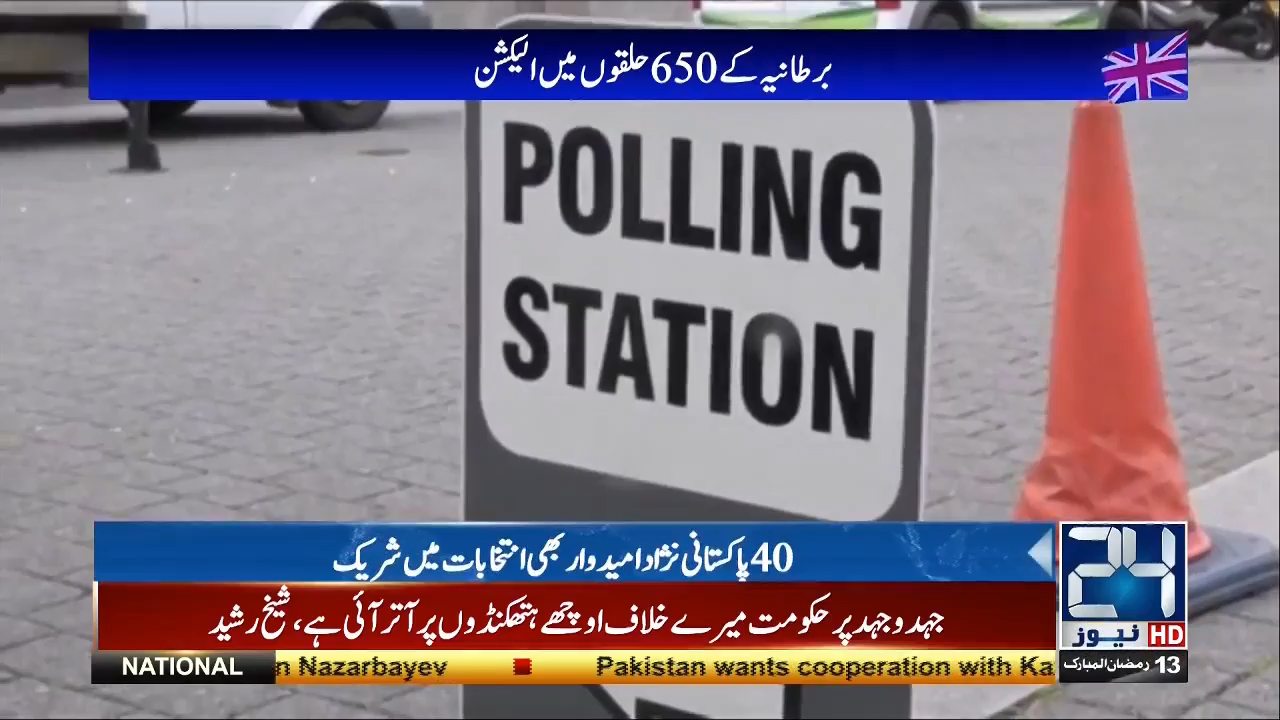 برطانیہ کے 650 حلقوں میں الیکشن
POLLING
STATION
40 پاکستانی نژاد امیدوار بھی انتخابات میں شریک
جہدوجہد پر حکومت میرے خلاف اوچھے ہتھکنڈوں پر آتر آئی ہے، شیخ رشید
24
نیوز HD
NATIONAL
n Nazarbayev ■ Pakistan wants cooperation with Ka
13 رمضان المبارک